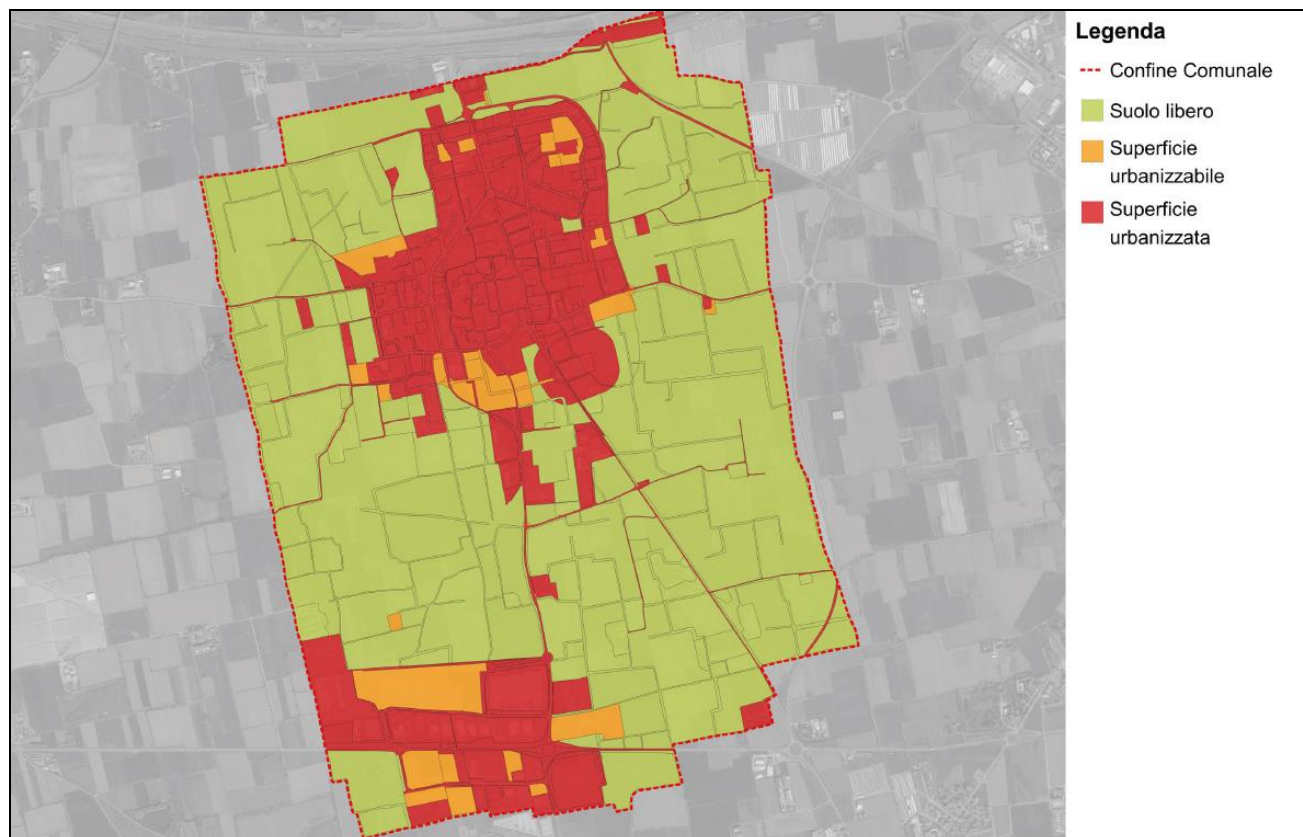 Legenda
Confine Comunale
Suolo libero
Superficie
urbanizzabile
Superficie
urbanizzata